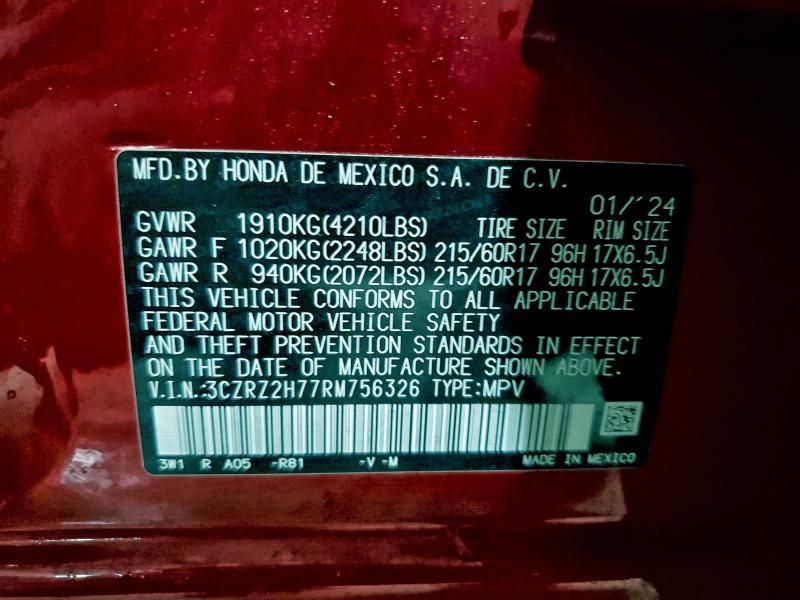 MFD.BY HONDA DE MEXICO S.A. DE C.V.
01/'24
GVWR 1910KG(4210LBS) TIRE SIZE RIM SIZE
GAWR F 1020KG(2248LBS) 215/60R17 96H 17X6.5J
GAWR R 940KG(2072LBS) 215/60R17 96H 17X6.5J
THIS VEHICLE CONFORMS TO ALL APPLICABLE
FEDERAL MOTOR VEHICLE SAFETY
AND THEFT PREVENTION STANDARDS IN EFFECT
ON THE DATE OF MANUFACTURE SHOWN ABOVE.
V.I.N.:3CZRZ2H77RM756326 TYPE:MPV
3W1 R A05 -R81 -V -M MADE IN MEXICO